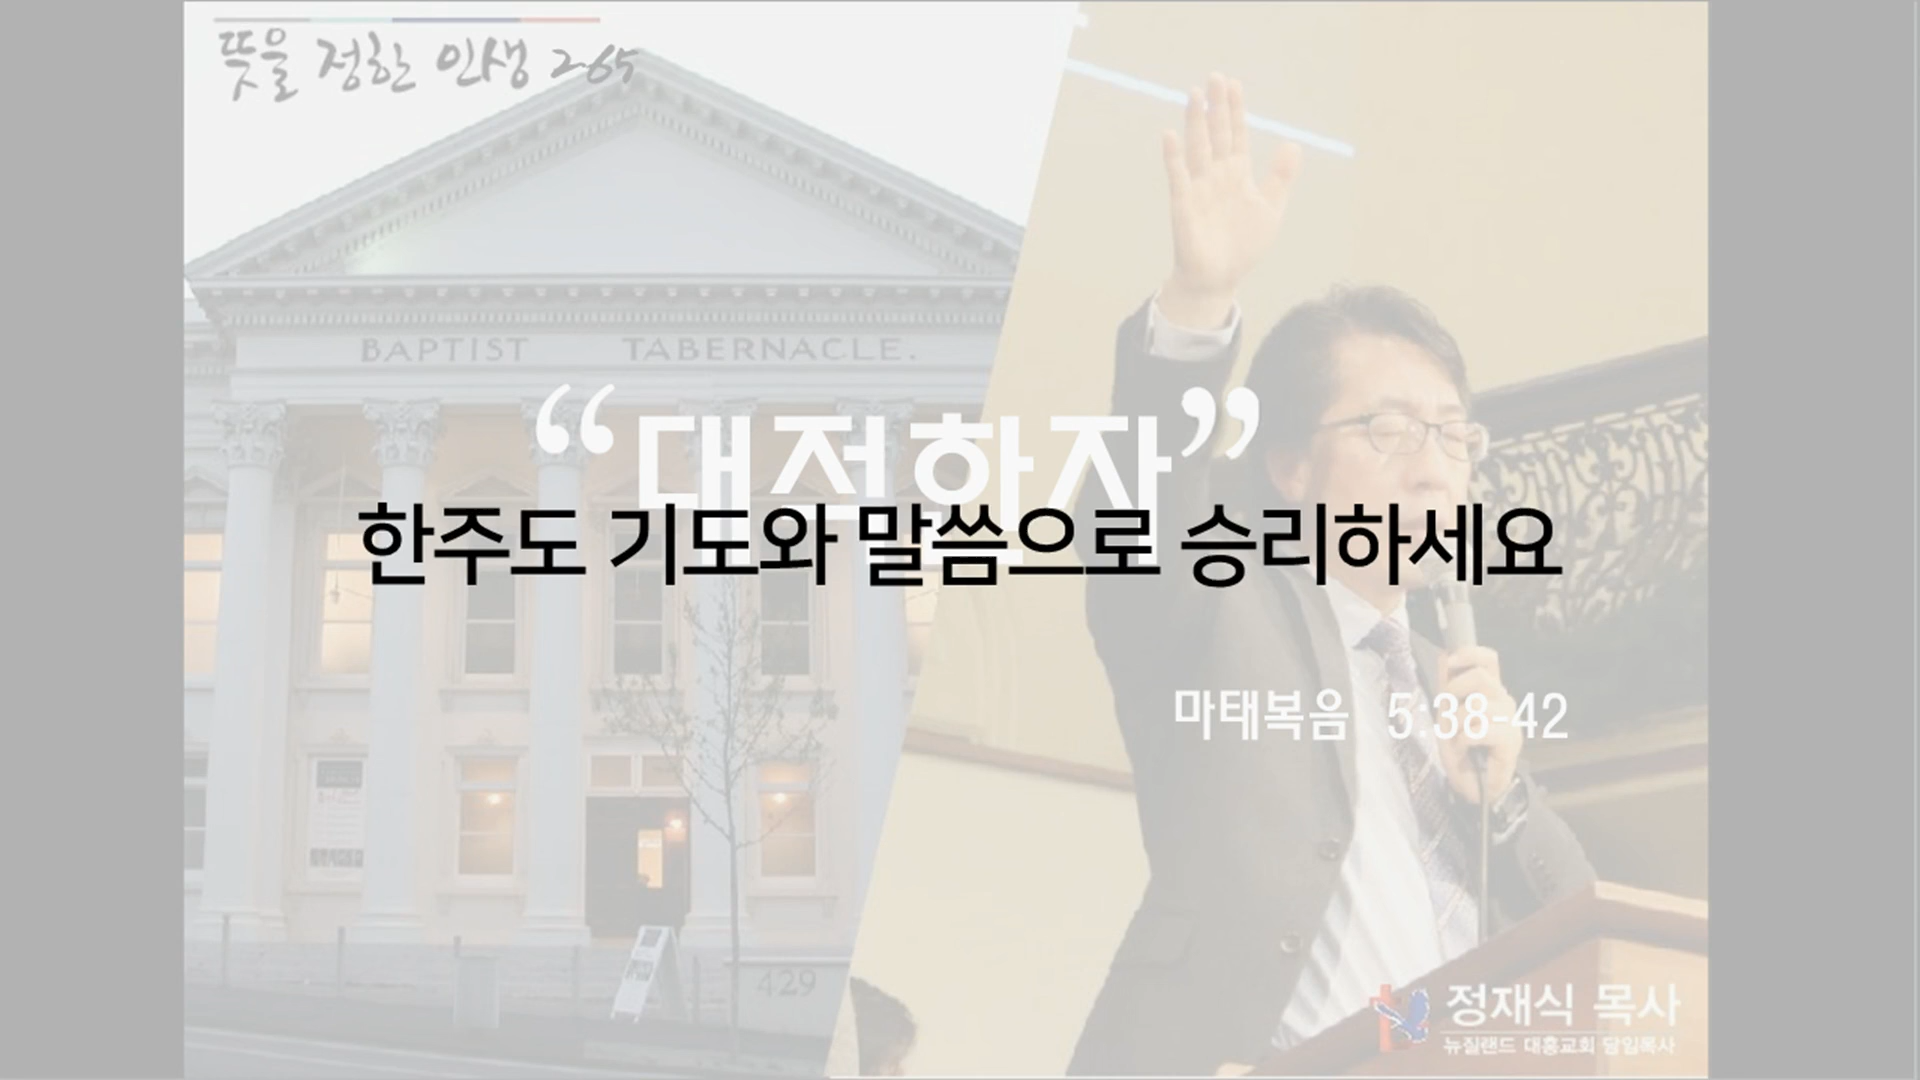 뜻을 정한 인생 265
BAPTIST TABERNACLE.
“대적한자”
한주도 기도와 말씀으로 승리하세요
마태복음 5:38-42
429
정재식 목사
뉴질랜드 대흥교회 담임목사